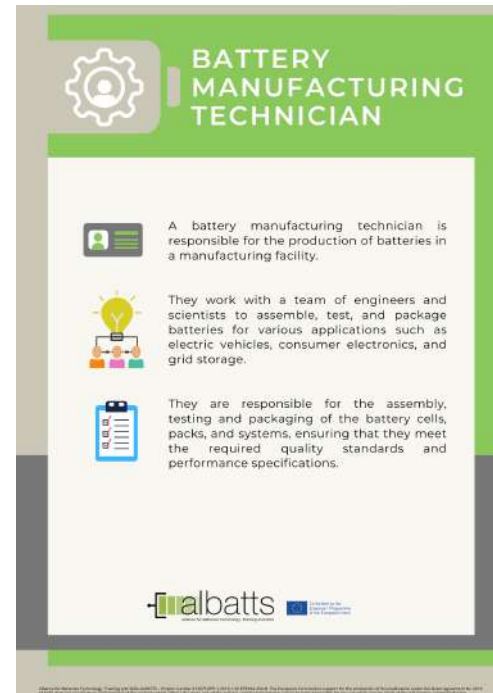 BATTERY
MANUFACTURING
TECHNICIAN
A battery manufacturing technician is
responsible for the production of batteries in
a manufacturing facility.
They work with a team of engineers and
scientists to assemble, test, and package
batteries for various applications such as
electric vehicles, consumer electronics, and
grid storage.
They are responsible for the assembly,
testing and packaging of the battery cells,
packs, and systems, ensuring that they meet
the required quality standards and
performance specifications.
albatts